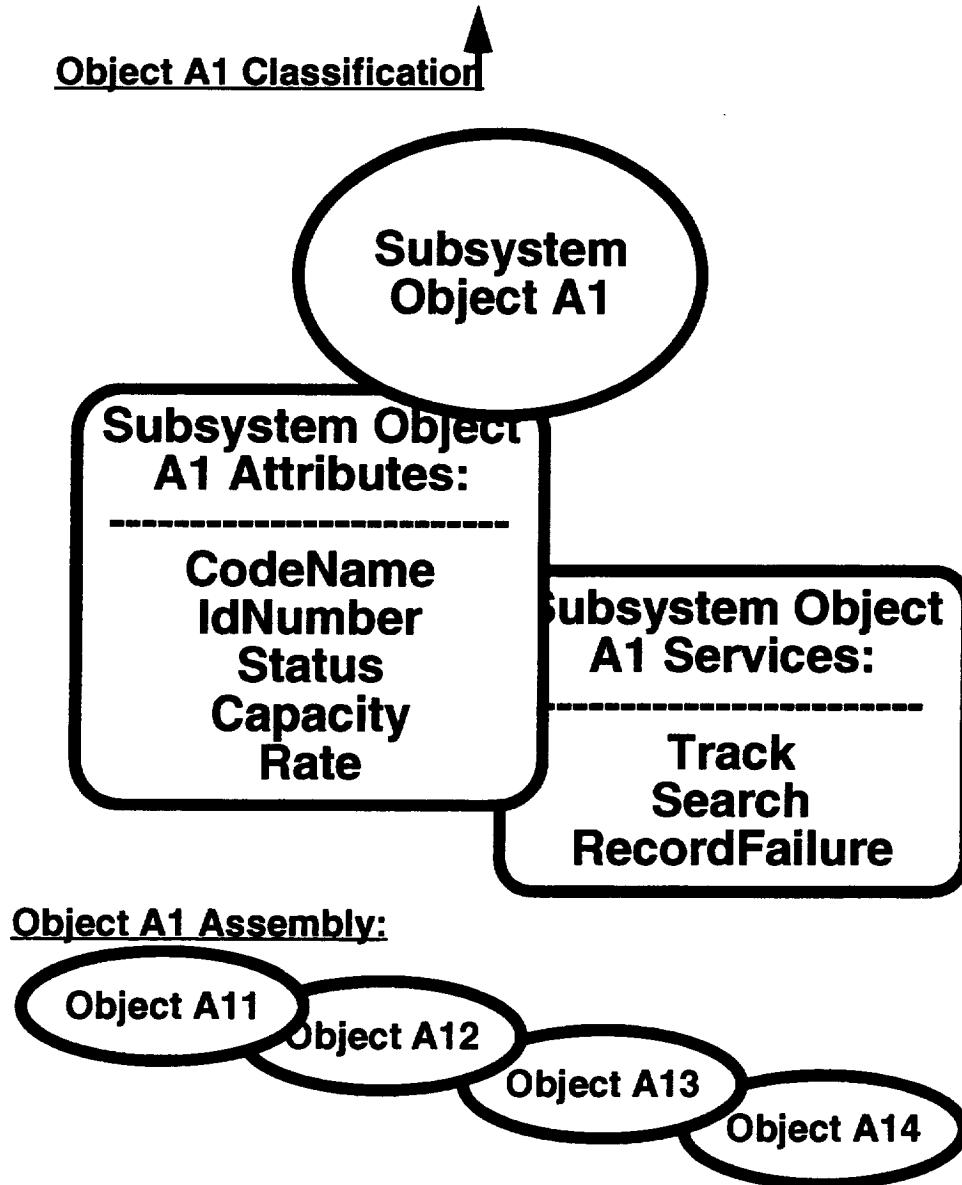 Object A1 Classification
Subsystem
Object A1
Subsystem Object
A1 Attributes:
-------------------------
CodeName
IdNumber
Status
Capacity
Rate
Subsystem Object
A1 Services:
-------------------------
Track
Search
RecordFailure
Object A1 Assembly:
Object A11
Object A12
Object A13
Object A14